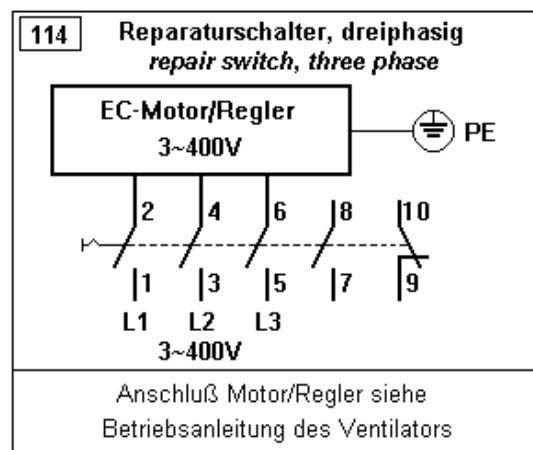 114
Reparaturschalter, dreiphasig
repair switch, three phase
EC-Motor/Regler
3~400V
PE
2 4 6 8 10
1 3 5 7 9
L1 L2 L3
3~400V
Anschluß Motor/Regler siehe
Betriebsanleitung des Ventilators